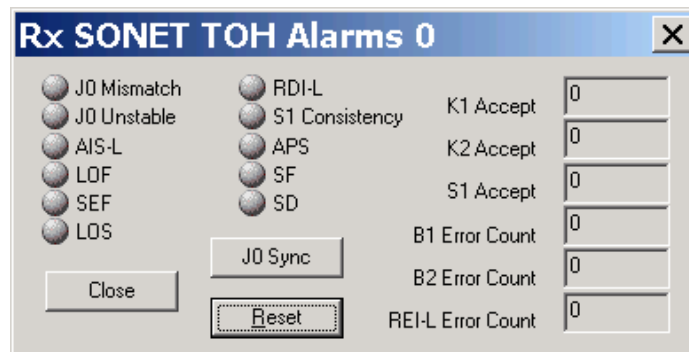 Rx SONET TOH Alarms 0
J0 Mismatch
J0 Unstable
AIS-L
LOF
SEF
LOS
Close
RDI-L
S1 Consistency
APS
SF
SD
J0 Sync
Reset
K1 Accept 0
K2 Accept 0
S1 Accept 0
B1 Error Count 0
B2 Error Count 0
REI-L Error Count 0